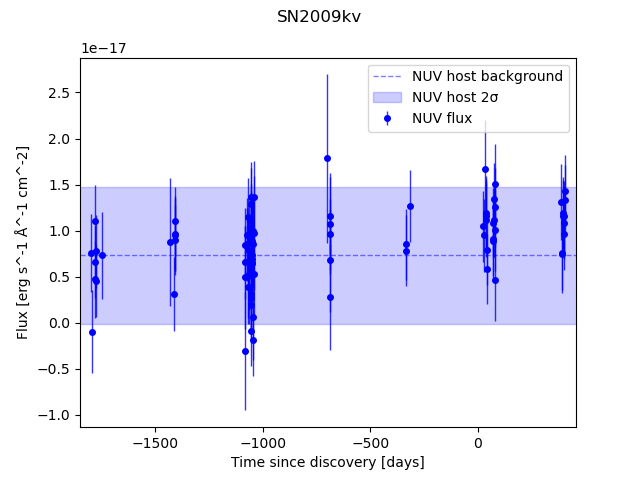 SN2009kv
1e−17
NUV host background
NUV host 2σ
NUV flux
2.5
2.0
1.5
1.0
0.5
0.0
−0.5
−1.0
Flux [erg s^-1 Å^-1 cm^-2]
−1500
−1000
−500
0
Time since discovery [days]